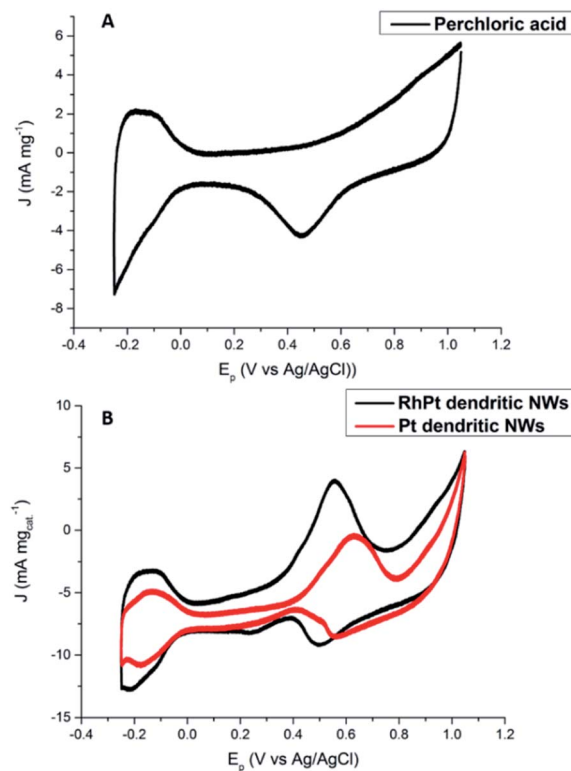 A
Perchloric acid
6
4
2
0
-2
-4
-6
-8
J (mA mg-1)
-0.4 -0.2 0.0 0.2 0.4 0.6 0.8 1.0 1.2
Ep (V vs Ag/AgCl))
B
RhPt dendritic NWs
Pt dendritic NWs
10
5
0
-5
-10
-15
J (mA mgcat.-1)
-0.4 -0.2 0.0 0.2 0.4 0.6 0.8 1.0 1.2
Ep (V vs Ag/AgCl)